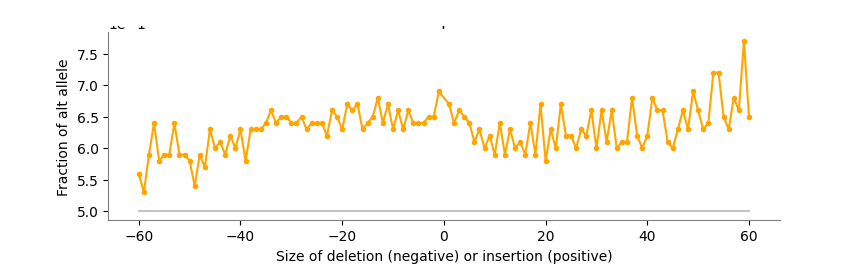 7.5
7.0
6.5
6.0
5.5
5.0
Fraction of alt allele
−60 −40 −20 0 20 40 60
Size of deletion (negative) or insertion (positive)